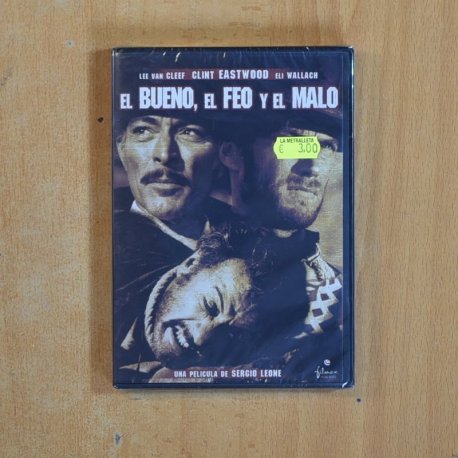 LEE VAN CLEEF CLINT EASTWOOD ELI WALLACH
EL BUENO, EL FEO Y EL MALO
LA METRALLETA
€ 3,00
UNA PELICULA DE SERGIO LEONE
filmax